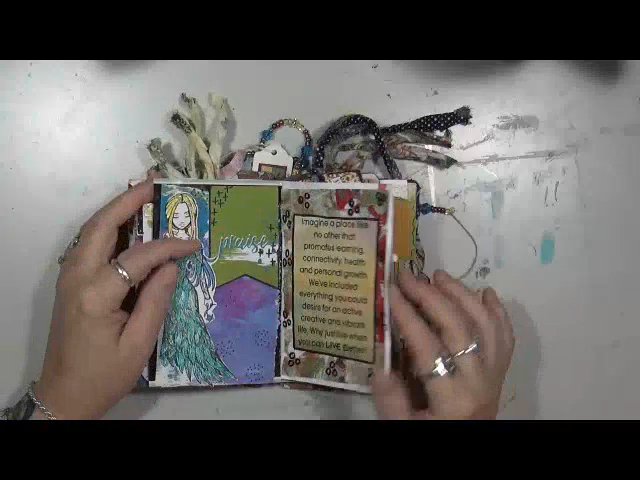 praise
Imagine a place like
no other that
promotes learning,
connectivity, health
and personal growth.
We've included
everything you could
desire for an active
creative and vibrant
life. Why just live when
you can LIVE